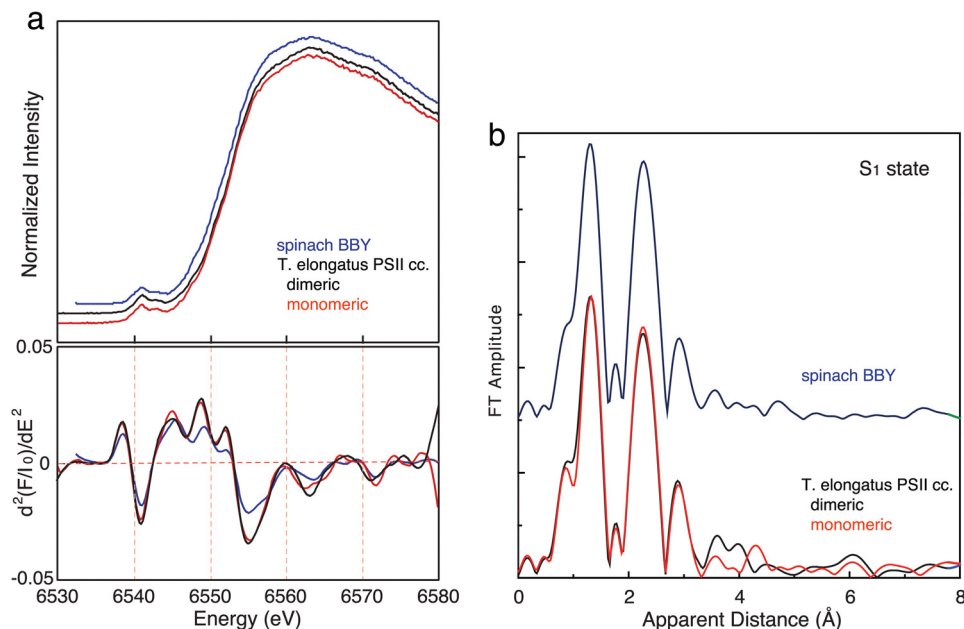 a
Normalized Intensity
spinach BBY
T. elongatus PSII cc.
dimeric
monomeric
0.05
0
-0.05
d²(F/I₀)/dE²
6530 6540 6550 6560 6570 6580
Energy (eV)
b
S₁ state
FT Amplitude
spinach BBY
T. elongatus PSII cc.
dimeric
monomeric
0 2 4 6 8
Apparent Distance (Å)